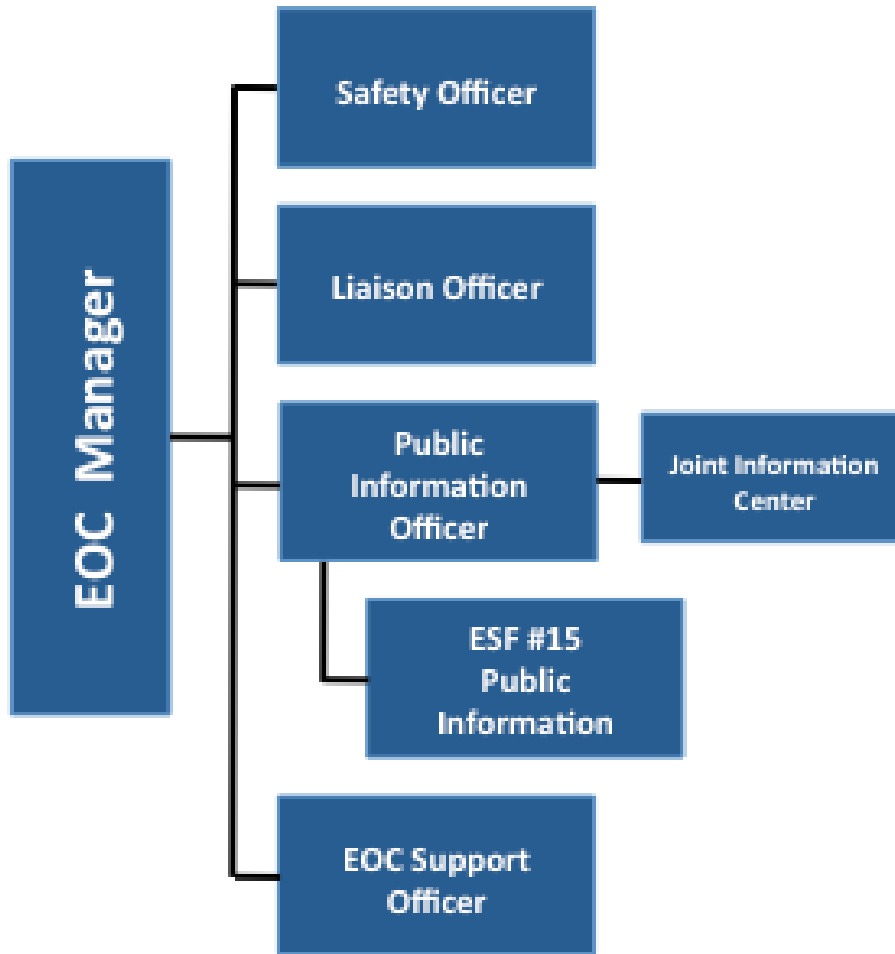 EOC Manager
Safety Officer
Liaison Officer
Public
Information
Officer
Joint Information
Center
ESF #15
Public
Information
EOC Support
Officer